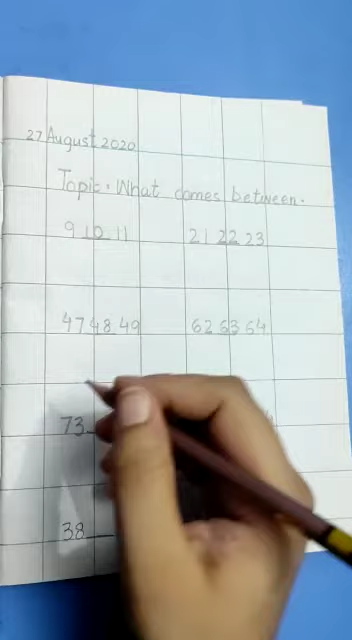 27 August 2020
Topic: What comes between.
9 10 11 21 22 23
47 48 49 62 63 64
73
38